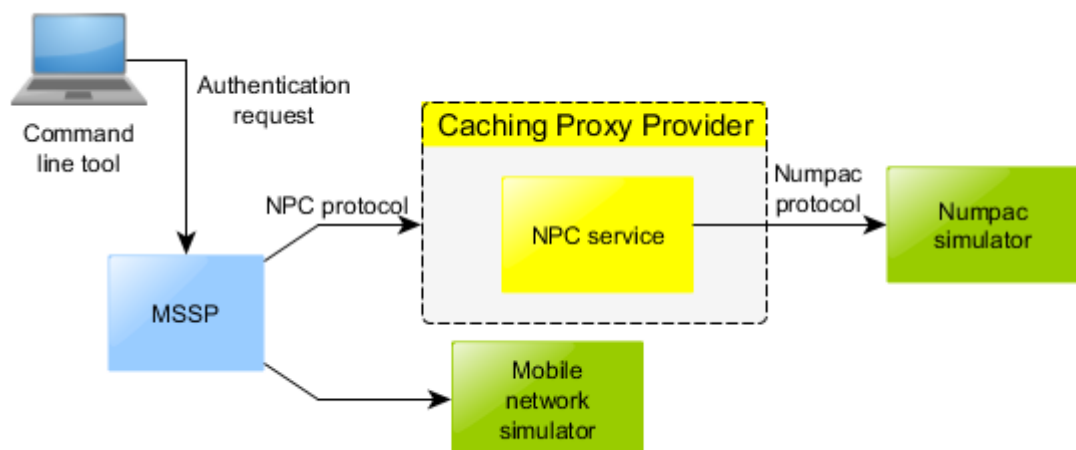 Authentication
request
Command
line tool
Caching Proxy Provider
NPC protocol
NPC service
Numpac
protocol
Numpac
simulator
MSSP
Mobile
network
simulator